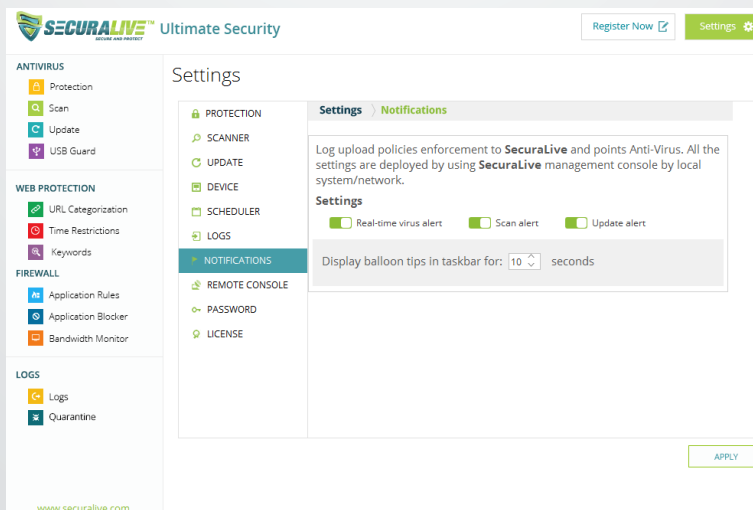 SECURALIVE™ Ultimate Security
SECURE AND PROTECT
Register Now
Settings
ANTIVIRUS
Protection
Scan
Update
USB Guard
WEB PROTECTION
URL Categorization
Time Restrictions
Keywords
FIREWALL
Application Rules
Application Blocker
Bandwidth Monitor
LOGS
Logs
Quarantine
www.securalive.com
Settings
PROTECTION
SCANNER
UPDATE
DEVICE
SCHEDULER
LOGS
NOTIFICATIONS
REMOTE CONSOLE
PASSWORD
LICENSE
Settings Notifications
Log upload policies enforcement to SecuraLive and points Anti-Virus. All the
settings are deployed by using SecuraLive management console by local
system/network.
Settings
Real-time virus alert Scan alert Update alert
Display balloon tips in taskbar for: 10 seconds
APPLY